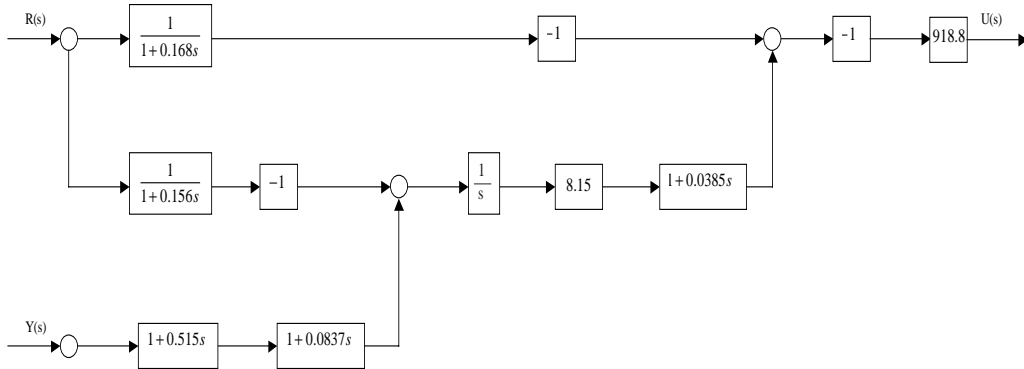 R(s)
1
1+0.168s
−1
−1
918.8
U(s)
1
1+0.156s
−1
1
s
8.15
1+0.0385s
Y(s)
1+0.515s
1+0.0837s